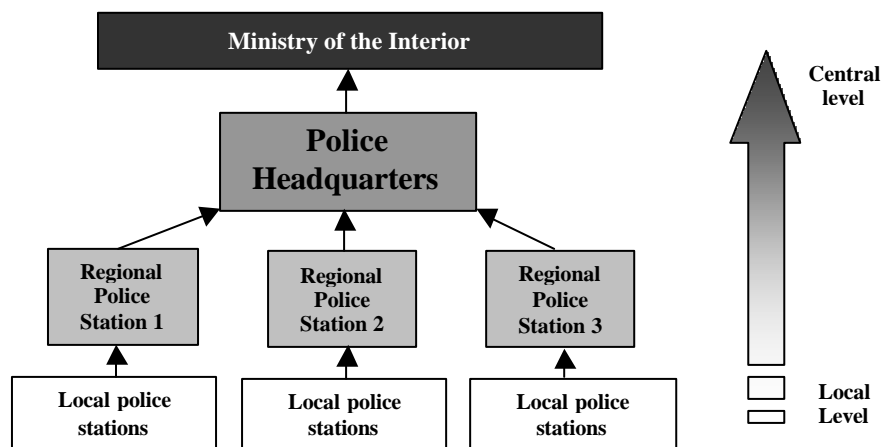 Ministry of the Interior
Central
level
Police
Headquarters
Regional
Police
Station 1
Regional
Police
Station 2
Regional
Police
Station 3
Local police
stations
Local police
stations
Local police
stations
Local
Level